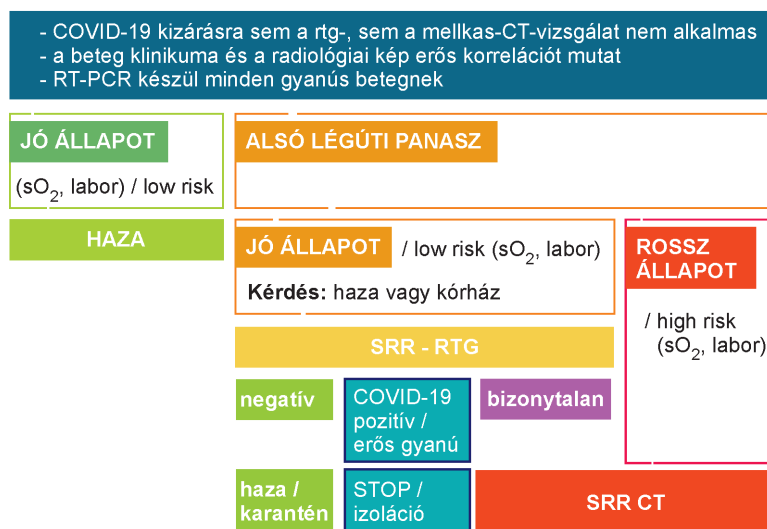 - COVID-19 kizárásra sem a rtg-, sem a mellkas-CT-vizsgálat nem alkalmas
- a beteg klinikuma és a radiológiai kép erős korrelációt mutat
- RT-PCR készül minden gyanús betegnek
JÓ ÁLLAPOT
(sO₂, labor) / low risk
HAZA
ALSÓ LÉGÚTI PANASZ
JÓ ÁLLAPOT / low risk (sO₂, labor)
Kérdés: haza vagy kórház
ROSSZ
ÁLLAPOT
/ high risk
(sO₂, labor)
SRR - RTG
negatív
COVID-19
pozitív /
erős gyanú
bizonytalan
haza /
karantén
STOP /
izoláció
SRR CT